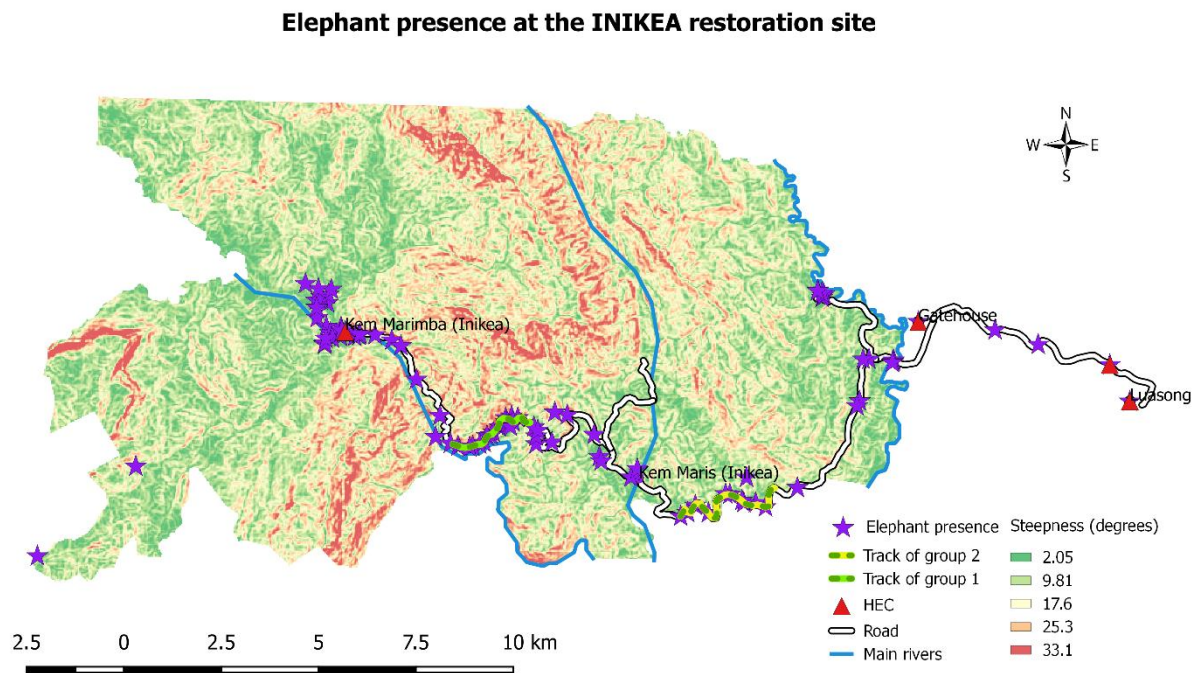 Elephant presence at the INIKEA restoration site
N
W E
S
Kem Marimba (Inikea)
Gatehouse
Luasong
Kem Maris (Inikea)
Elephant presence
Track of group 2
Track of group 1
HEC
Road
Main rivers
Steepness (degrees)
2.05
9.81
17.6
25.3
33.1
2.5 0 5 7.5 10 km